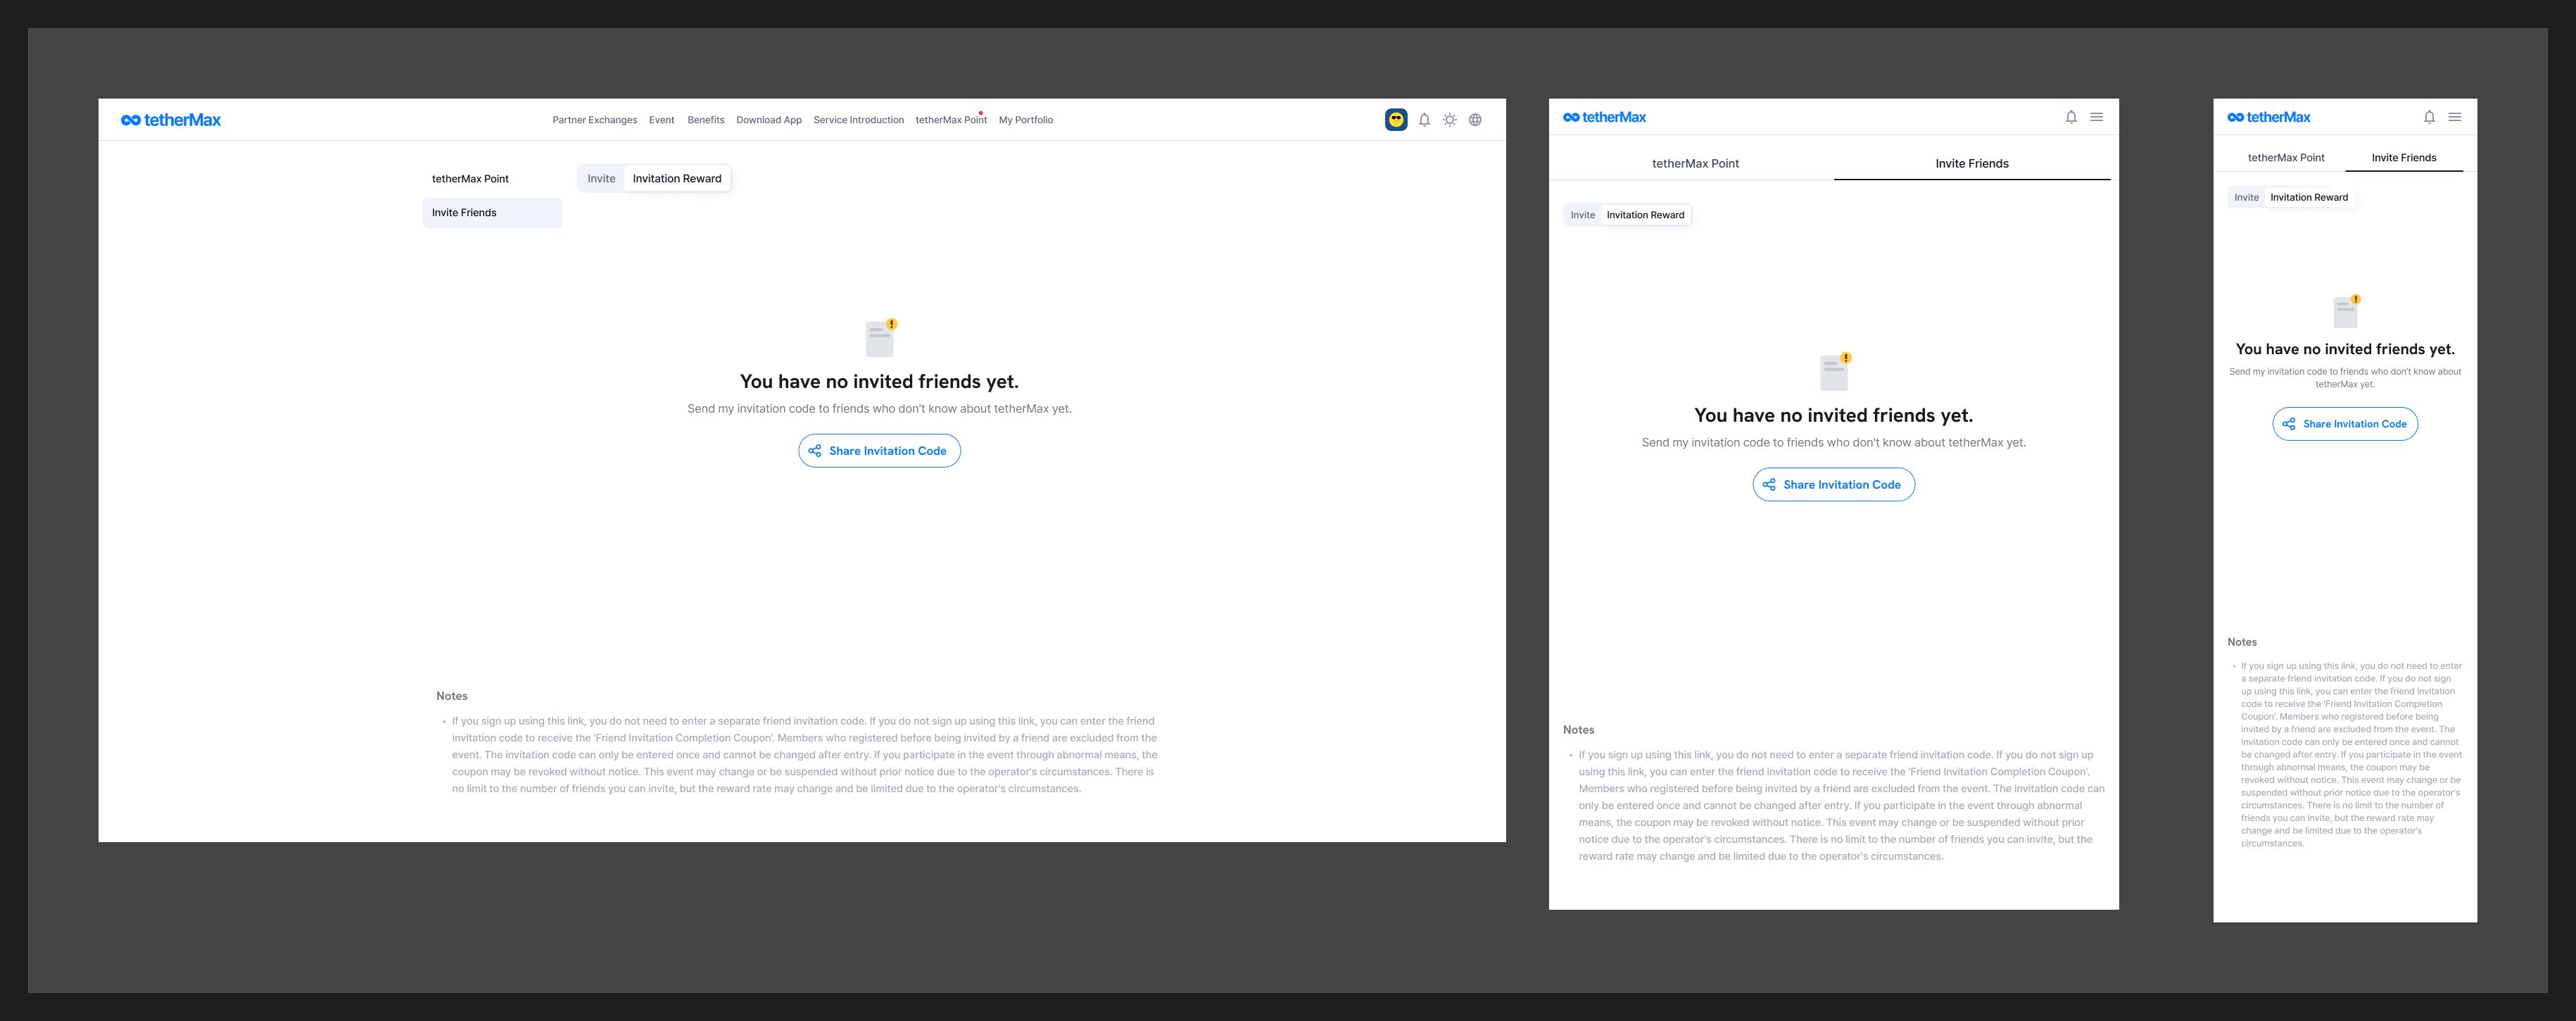 tetherMax
Partner Exchanges Event Benefits Download App Service Introduction tetherMax Point My Portfolio
tetherMax Point
Invite Friends
Invite Invitation Reward
!
You have no invited friends yet.
Send my invitation code to friends who don't know about tetherMax yet.
Share Invitation Code
Notes
• If you sign up using this link, you do not need to enter a separate friend invitation code. If you do not sign up using this link, you can enter the friend
invitation code to receive the 'Friend Invitation Completion Coupon'. Members who registered before being invited by a friend are excluded from the
event. The invitation code can only be entered once and cannot be changed after entry. If you participate in the event through abnormal means, the
coupon may be revoked without notice. This event may change or be suspended without prior notice due to the operator's circumstances. There is
no limit to the number of friends you can invite, but the reward rate may change and be limited due to the operator's circumstances.
tetherMax
tetherMax Point Invite Friends
Invite Invitation Reward
!
You have no invited friends yet.
Send my invitation code to friends who don't know about tetherMax yet.
Share Invitation Code
Notes
• If you sign up using this link, you do not need to enter a separate friend invitation code. If you do not sign up
using this link, you can enter the friend invitation code to receive the 'Friend Invitation Completion Coupon'.
Members who registered before being invited by a friend are excluded from the event. The invitation code can
only be entered once and cannot be changed after entry. If you participate in the event through abnormal
means, the coupon may be revoked without notice. This event may change or be suspended without prior
notice due to the operator's circumstances. There is no limit to the number of friends you can invite, but the
reward rate may change and be limited due to the operator's circumstances.
tetherMax
tetherMax Point Invite Friends
Invite Invitation Reward
!
You have no invited friends yet.
Send my invitation code to friends who don't know about
tetherMax yet.
Share Invitation Code
Notes
• If you sign up using this link, you do not need to enter
a separate friend invitation code. If you do not sign
up using this link, you can enter the friend invitation
code to receive the 'Friend Invitation Completion
Coupon'. Members who registered before being
invited by a friend are excluded from the event. The
invitation code can only be entered once and cannot
be changed after entry. If you participate in the event
through abnormal means, the coupon may be
revoked without notice. This event may change or be
suspended without prior notice due to the operator's
circumstances. There is no limit to the number of
friends you can invite, but the reward rate may
change and be limited due to the operator's
circumstances.